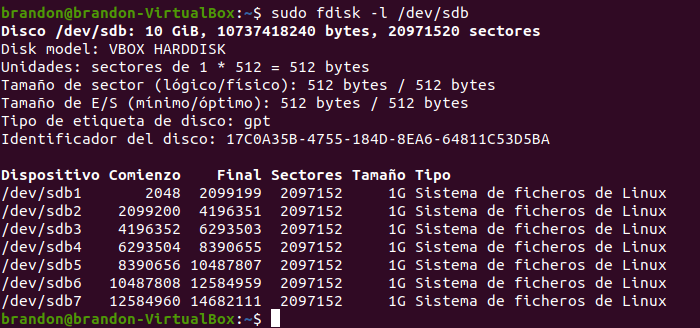 brandon@brandon-VirtualBox:~$ sudo fdisk -l /dev/sdb
Disco /dev/sdb: 10 GiB, 10737418240 bytes, 20971520 sectores
Disk model: VBOX HARDDISK
Unidades: sectores de 1 * 512 = 512 bytes
Tamaño de sector (lógico/físico): 512 bytes / 512 bytes
Tamaño de E/S (mínimo/óptimo): 512 bytes / 512 bytes
Tipo de etiqueta de disco: gpt
Identificador del disco: 17C0A35B-4755-184D-8EA6-64811C53D5BA
Dispositivo Comienzo Final Sectores Tamaño Tipo
/dev/sdb1 2048 2099199 2097152 1G Sistema de ficheros de Linux
/dev/sdb2 2099200 4196351 2097152 1G Sistema de ficheros de Linux
/dev/sdb3 4196352 6293503 2097152 1G Sistema de ficheros de Linux
/dev/sdb4 6293504 8390655 2097152 1G Sistema de ficheros de Linux
/dev/sdb5 8390656 10487807 2097152 1G Sistema de ficheros de Linux
/dev/sdb6 10487808 12584959 2097152 1G Sistema de ficheros de Linux
/dev/sdb7 12584960 14682111 2097152 1G Sistema de ficheros de Linux
brandon@brandon-VirtualBox:~$